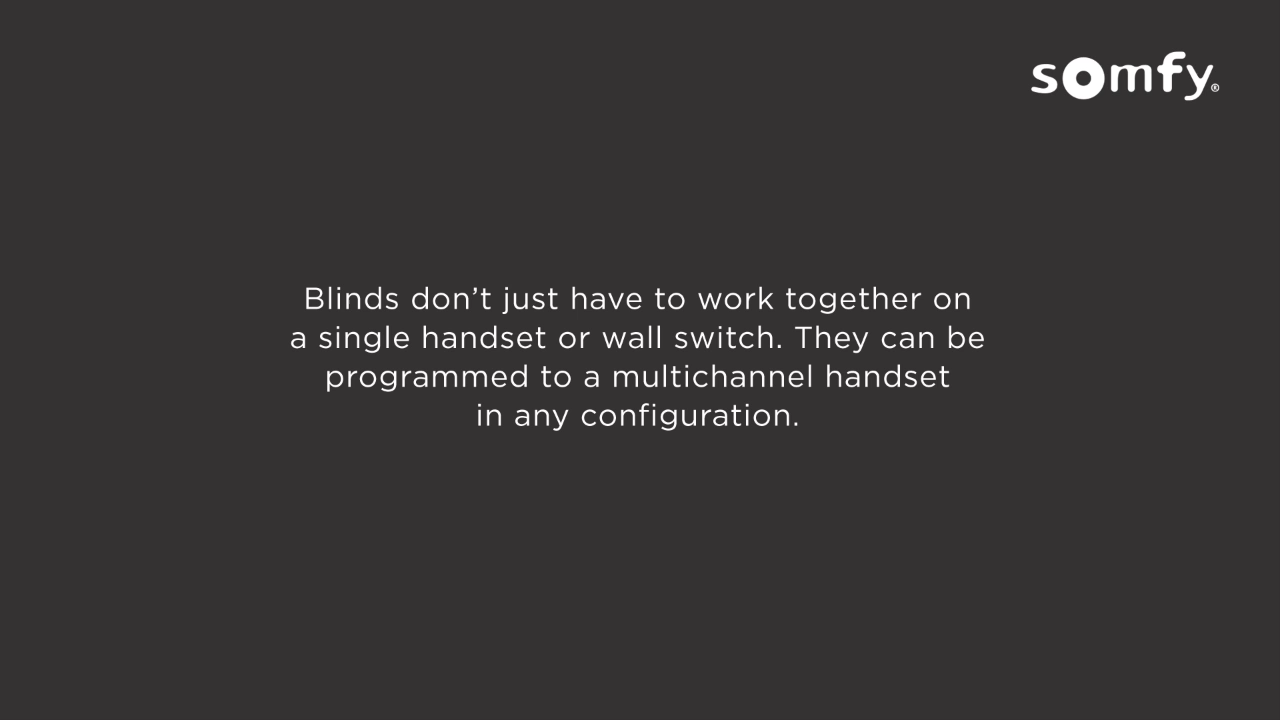 somfy®
Blinds don’t just have to work together on
a single handset or wall switch. They can be
programmed to a multichannel handset
in any configuration.